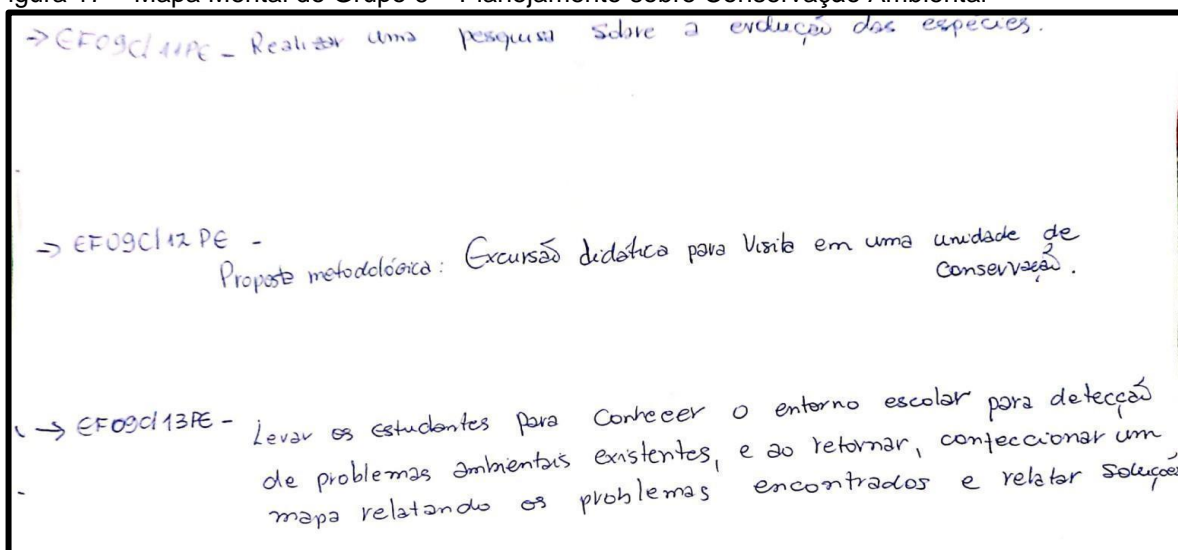 igura 17 – Mapa Mental do Grupo 3 – Planejamento sobre Conservação Ambiental
→ EF09CI11PE - Realizar uma pesquisa sobre a evolução das espécies.
→ EF09CI12PE -
Proposta metodológica: Excursão didática para Visita em uma unidade de
Conservação.
→ EF09CI13PE - Levar os estudantes para Conhecer o entorno escolar para detecção
de problemas ambientais existentes, e ao retornar, confeccionar um
mapa relatando os problemas encontrados e relatar soluções